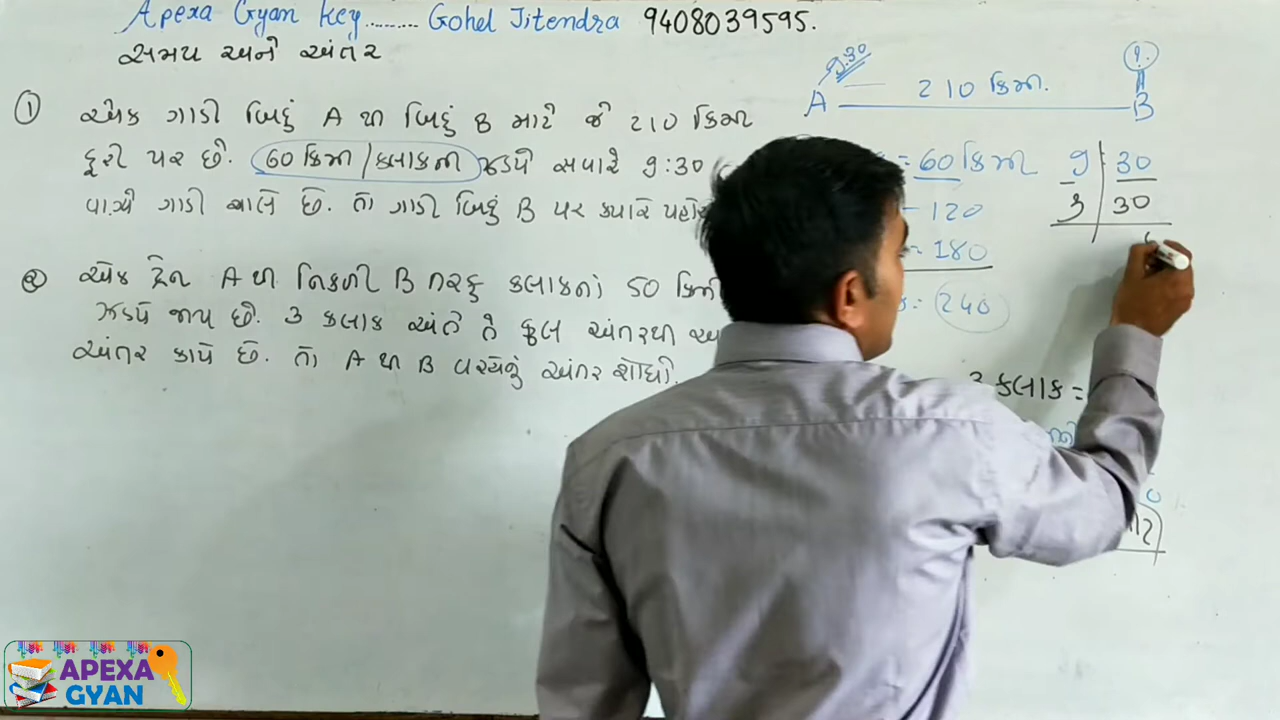 Apexa Gyan Key......... Gohel Jitendra 9408039595.
સમય અને અંતર
① એક ગાડી બિંદુ A થી બિંદુ B માટે જે 210 કિમી
દૂરી પર છે. 60 કિમી/કલાકની ઝડપે સવારે 9:30
વાગ્યે ગાડી ચાલે છે. તો ગાડી બિંદુ B પર ક્યારે
② એક ટ્રેન A થી નિકળી B તરફ કલાકનાં 50 કિમી
ઝડપે જાય છે. 3 કલાક અંતે તે કુલ અંતરથી
અંતર કાપે છે. તો A થી B વચ્ચેનું અંતર શોધો.
9:30
A 210 કિમી. B
?
= 60 કિમી
120
= 180
240
9 : 30
3 30
3 કલાક =
APEXA
GYAN